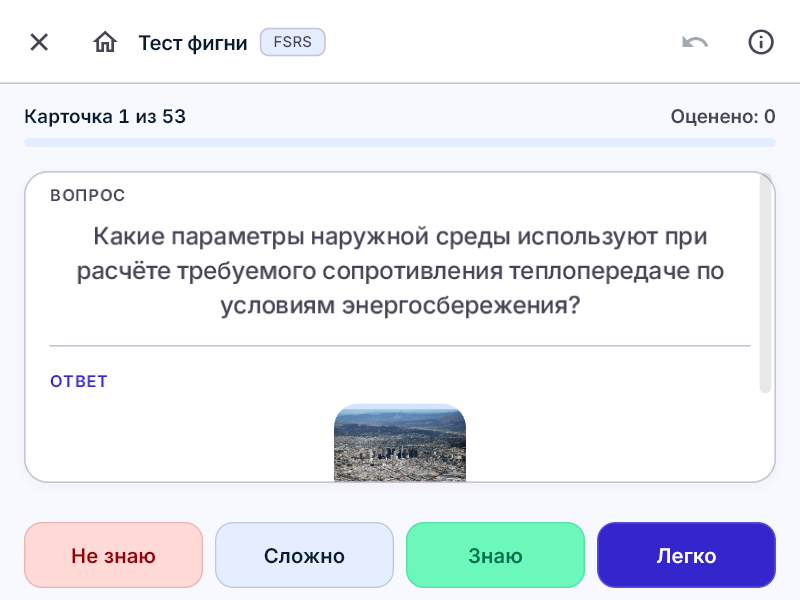 Тест фигни
FSRS
Карточка 1 из 53
Оценено: 0
ВОПРОС
Какие параметры наружной среды используют при
расчёте требуемого сопротивления теплопередаче по
условиям энергосбережения?
ОТВЕТ
Не знаю
Сложно
Знаю
Легко